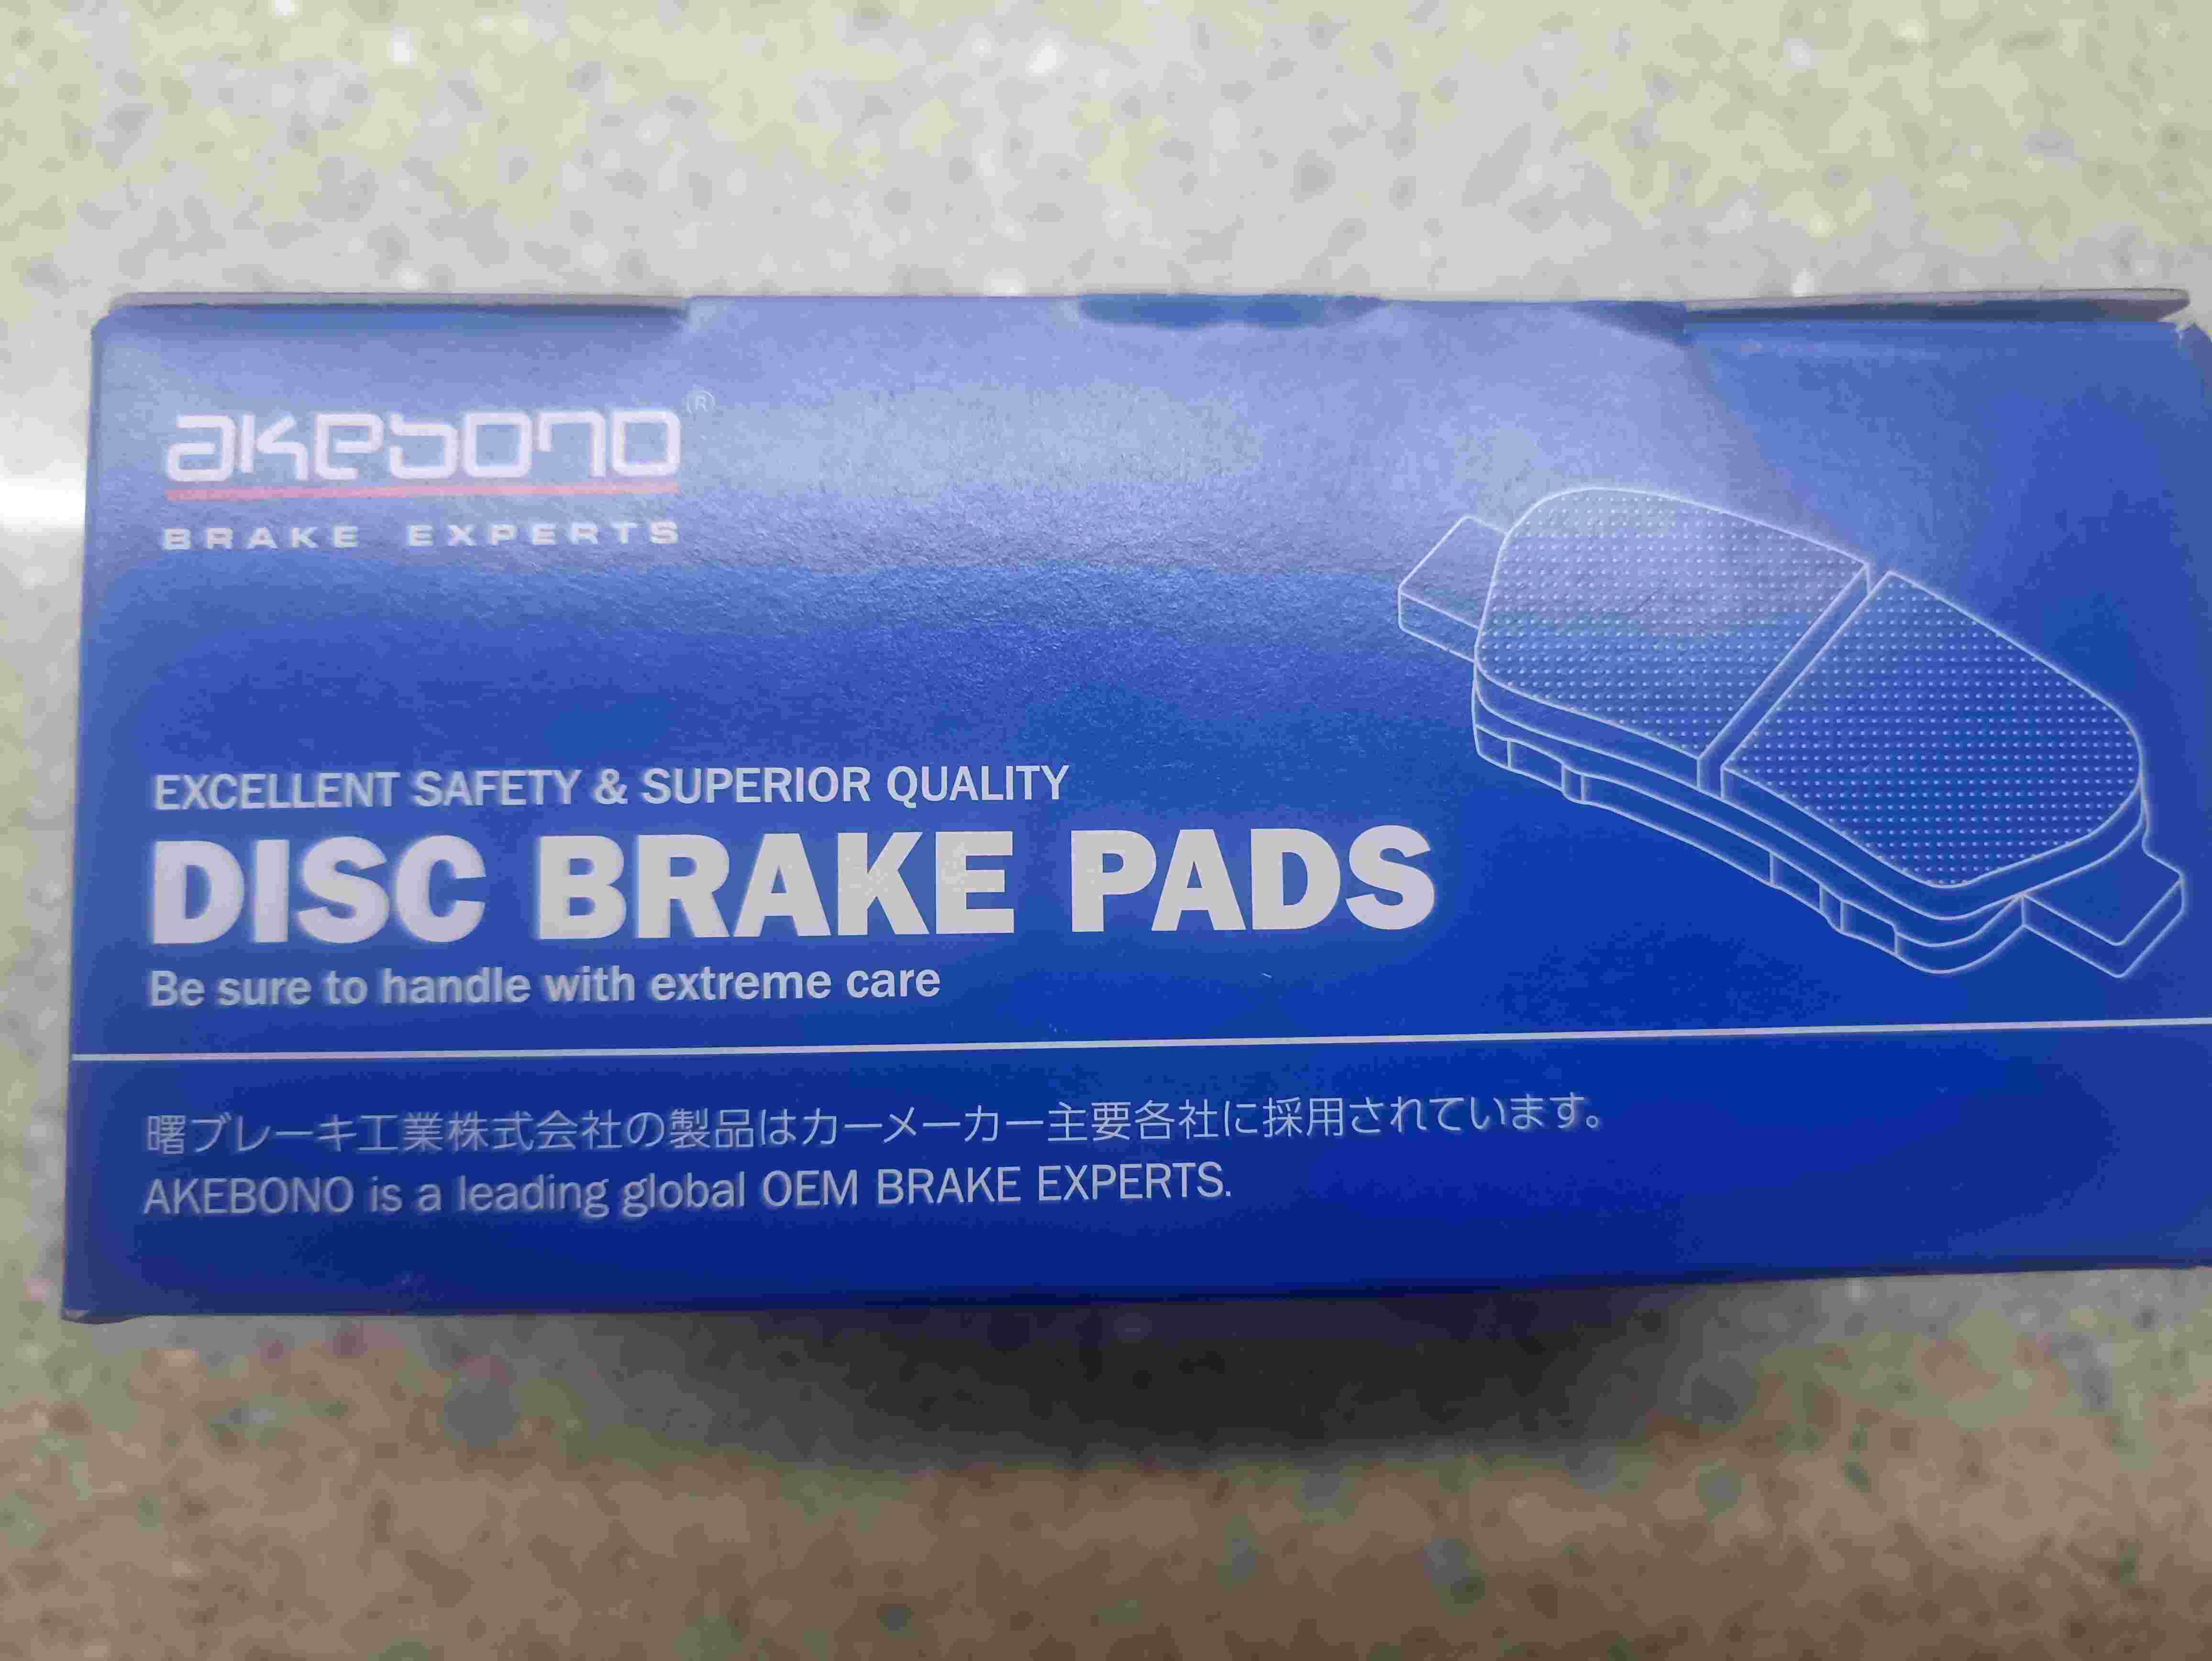 akebono®
BRAKE EXPERTS
EXCELLENT SAFETY & SUPERIOR QUALITY
DISC BRAKE PADS
Be sure to handle with extreme care
曙ブレーキ工業株式会社の製品はカーメーカー主要各社に採用されています。
AKEBONO is a leading global OEM BRAKE EXPERTS.